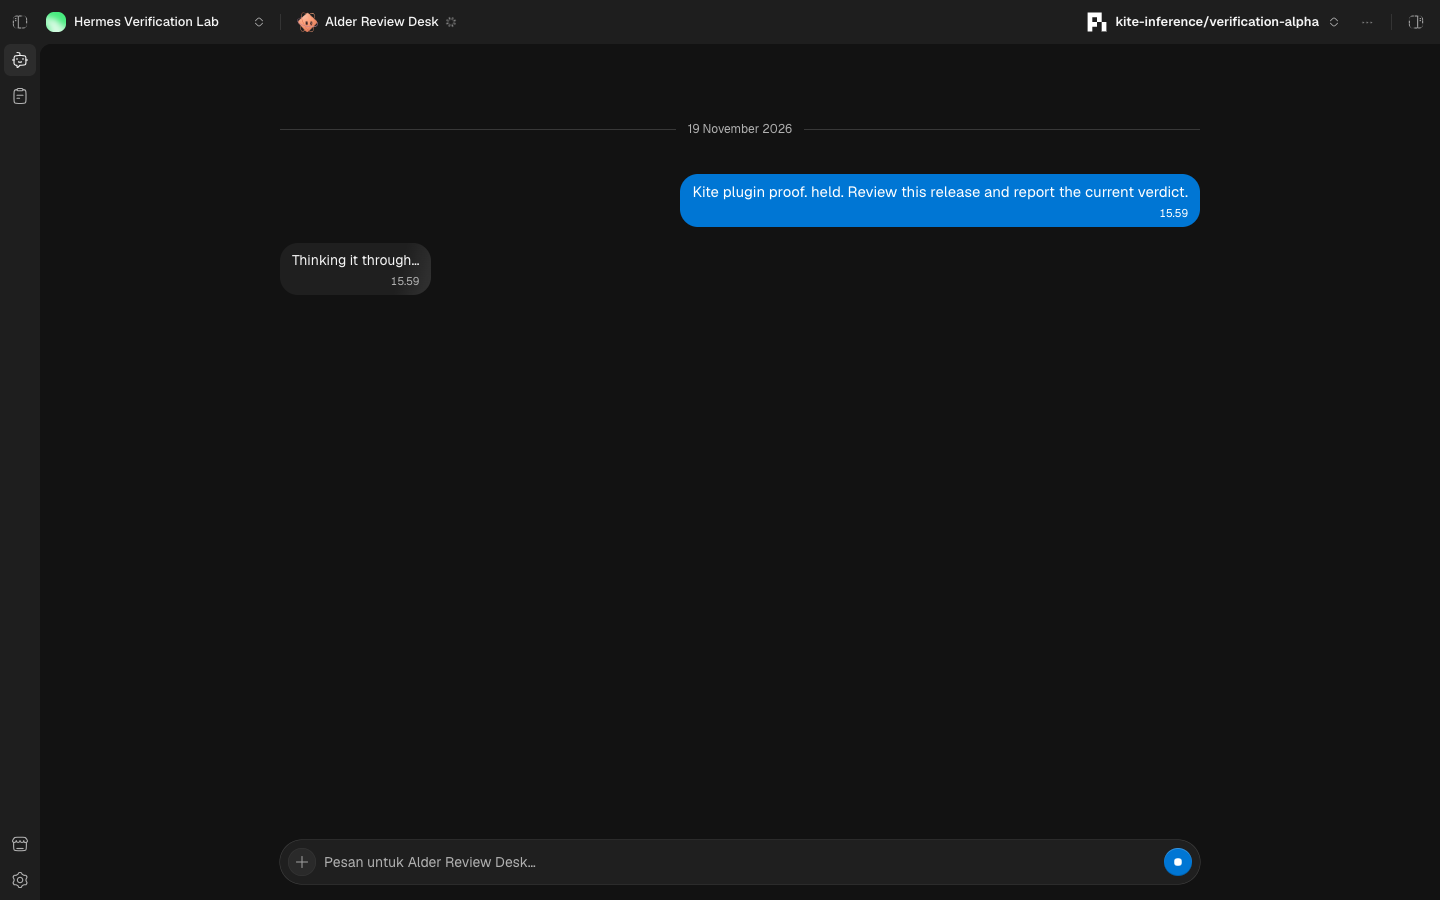 Hermes Verification Lab
Alder Review Desk
kite-inference/verification-alpha
19 November 2026
Kite plugin proof. held. Review this release and report the current verdict.
15.59
Thinking it through…
15.59
Pesan untuk Alder Review Desk…